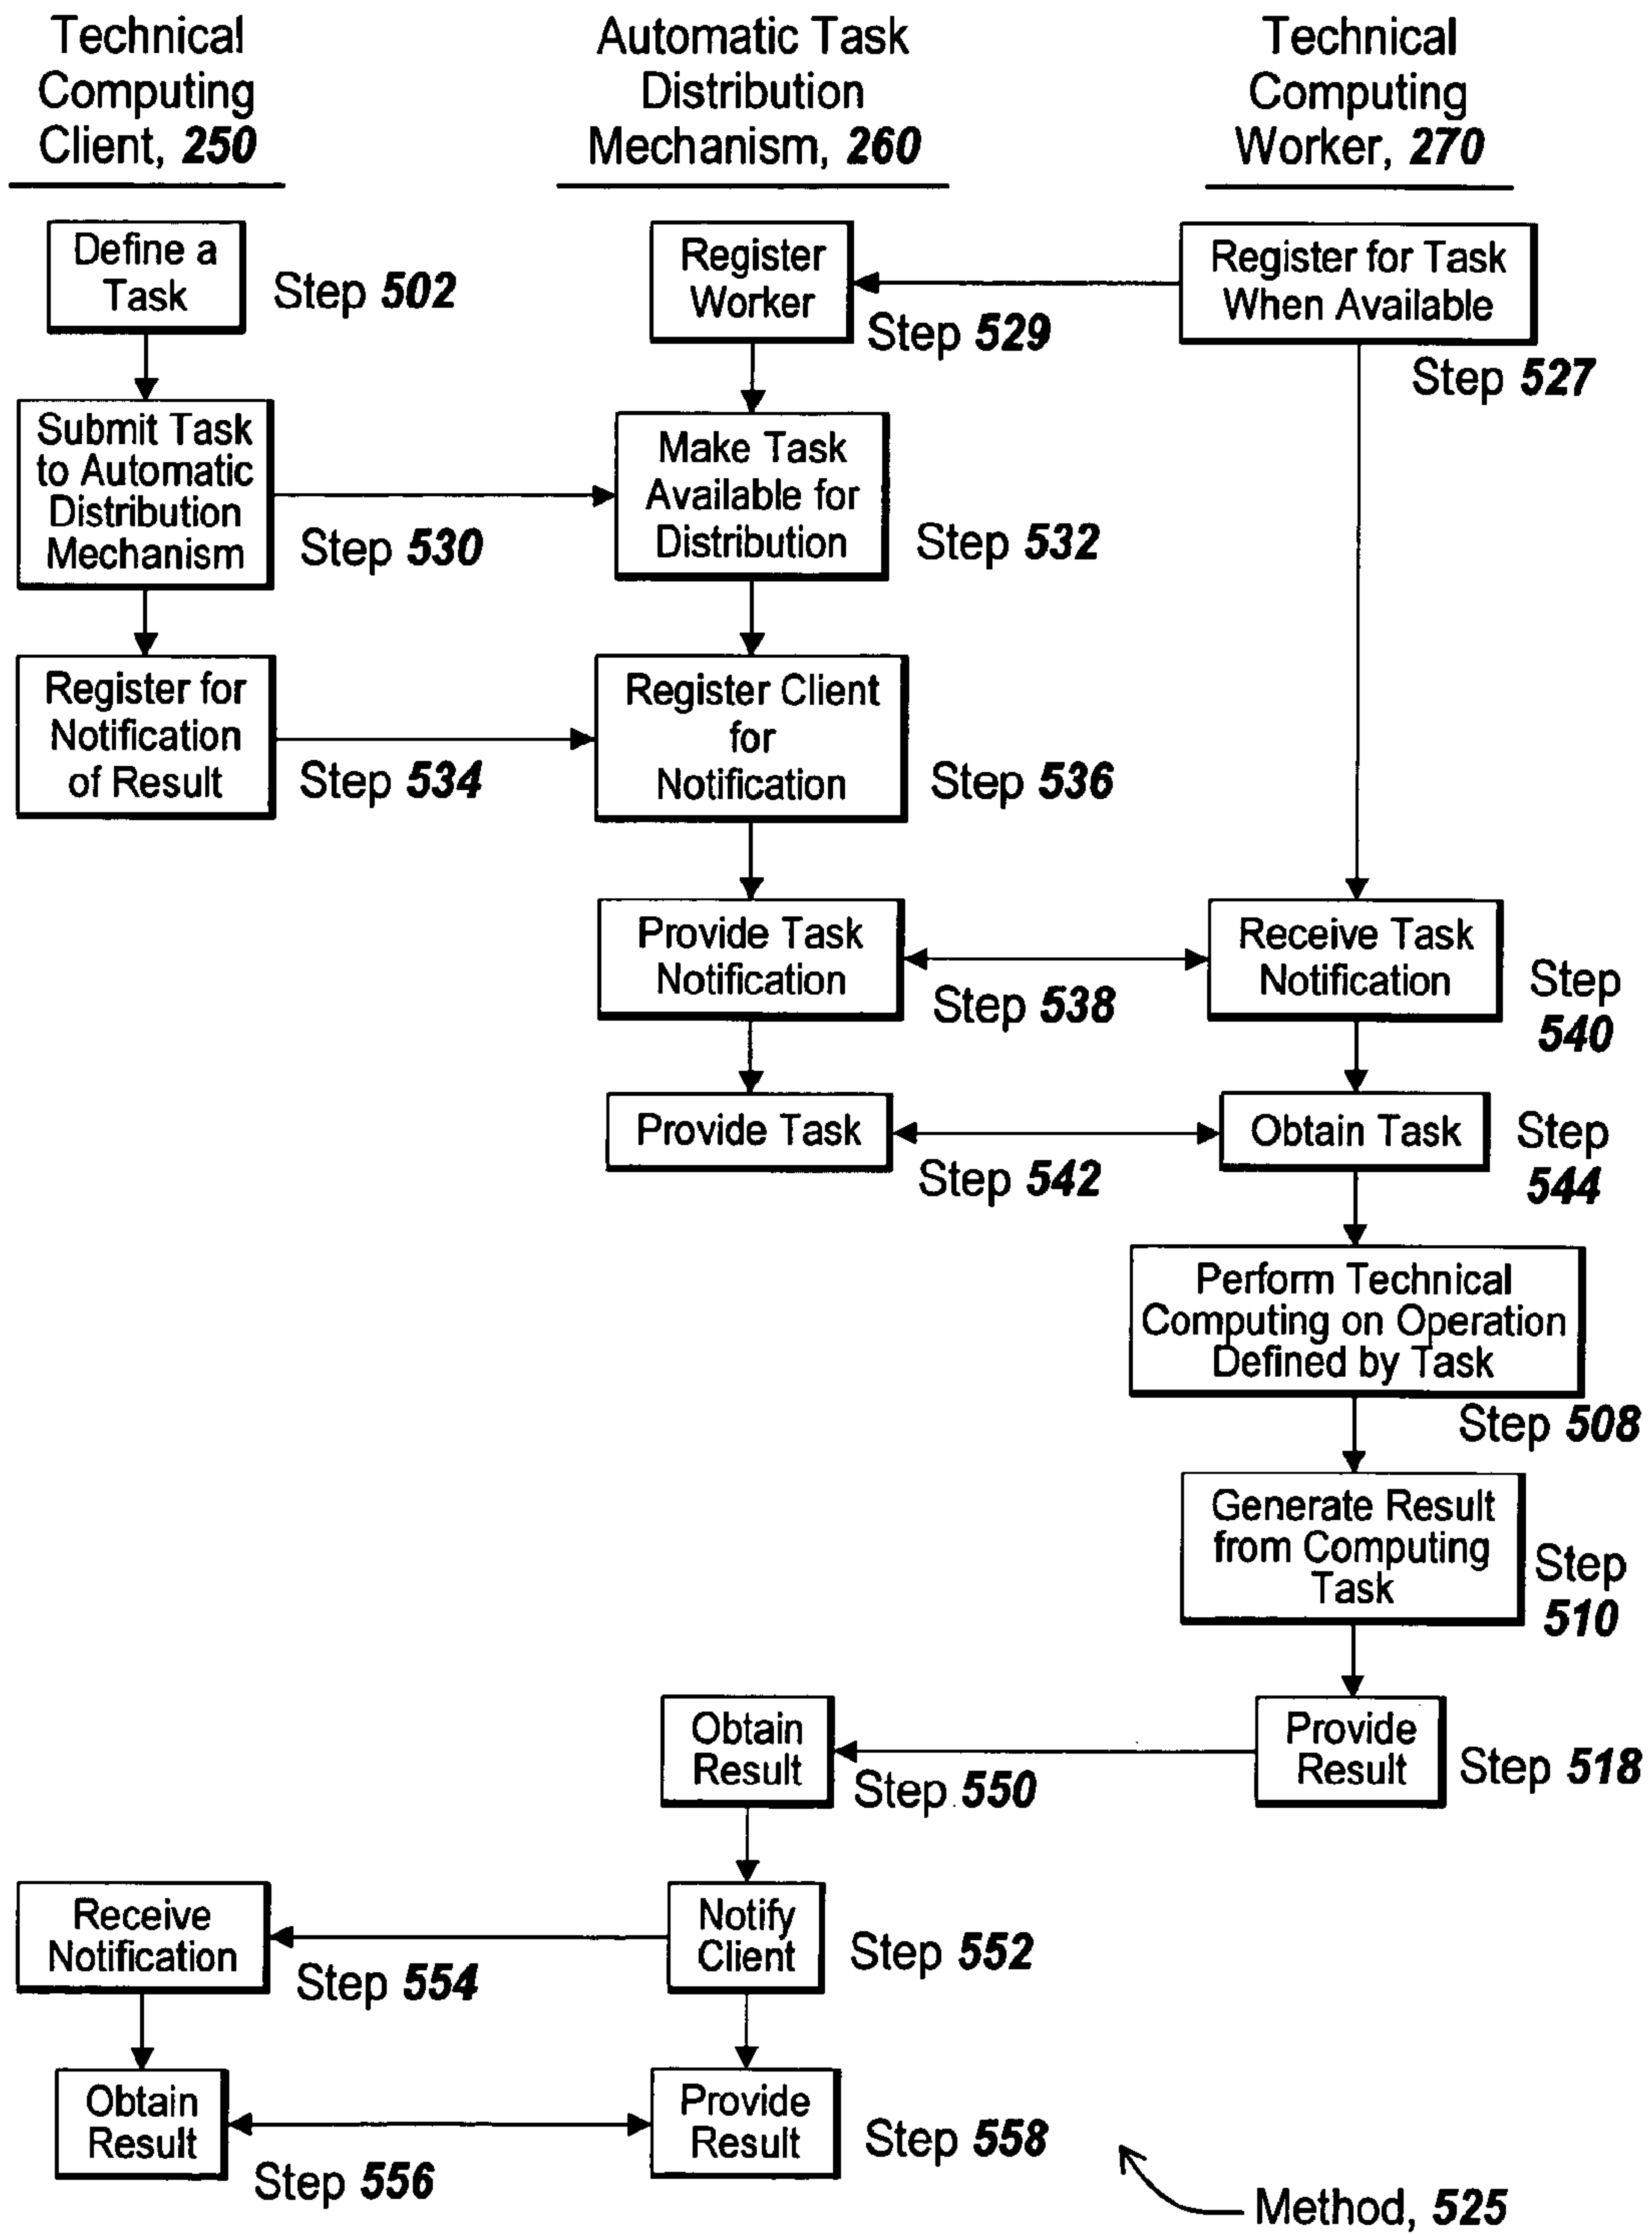 Technical
Computing
Client, 250
Automatic Task
Distribution
Mechanism, 260
Technical
Computing
Worker, 270
Define a
Task
Step 502
Register
Worker
Step 529
Register for Task
When Available
Step 527
Submit Task
to Automatic
Distribution
Mechanism
Step 530
Make Task
Available for
Distribution
Step 532
Register for
Notification
of Result
Step 534
Register Client
for
Notification
Step 536
Provide Task
Notification
Step 538
Receive Task
Notification
Step
540
Provide Task
Step 542
Obtain Task
Step
544
Perform Technical
Computing on Operation
Defined by Task
Step 508
Generate Result
from Computing
Task
Step
510
Obtain
Result
Step 550
Provide
Result
Step 518
Receive
Notification
Step 554
Notify
Client
Step 552
Obtain
Result
Step 556
Provide
Result
Step 558
Method, 525